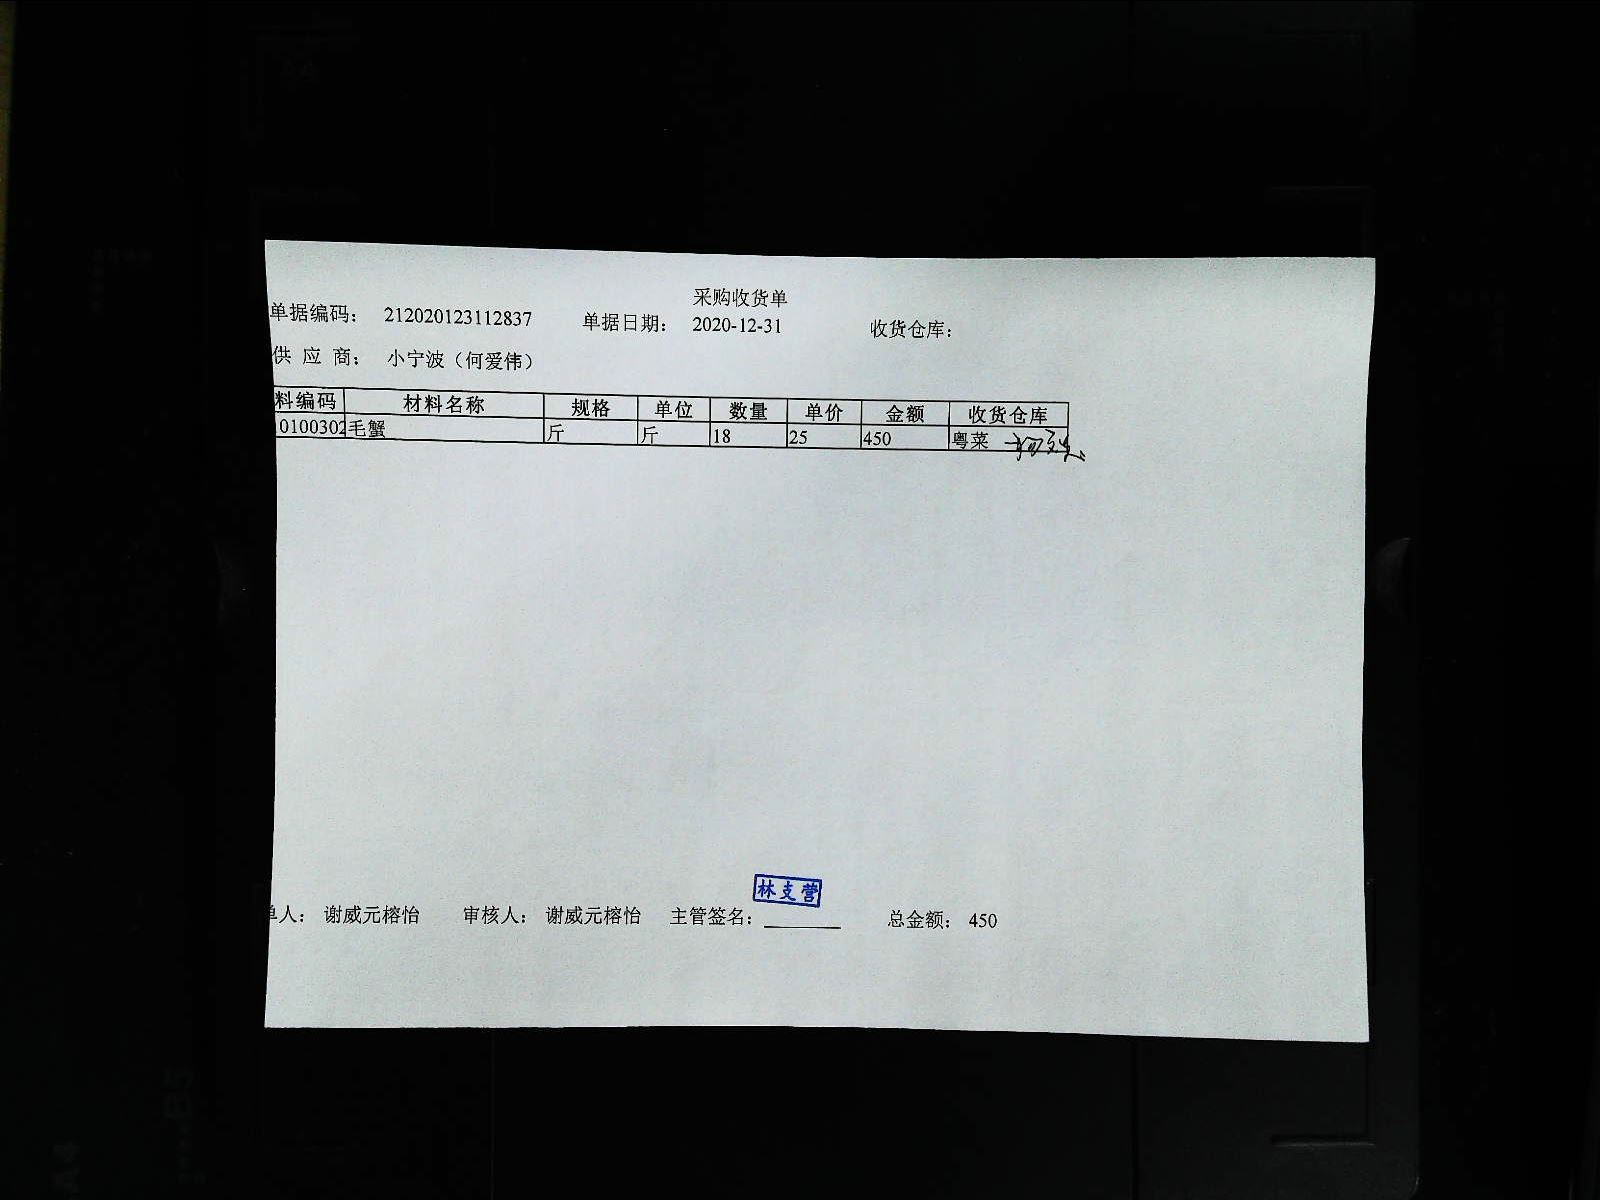 采购收货单
单据编码： 212020123112837 单据日期： 2020-12-31 收货仓库：
供 应 商： 小宁波（何爱伟）
料编码 材料名称 规格 单位 数量 单价 金额 收货仓库
0100302 毛蟹 斤 斤 18 25 450 粤菜
林支营
单人： 谢威元榕怡 审核人： 谢威元榕怡 主管签名： 总金额： 450